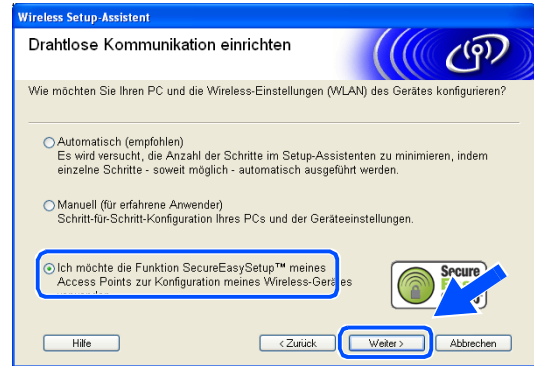 Wireless Setup-Assistent
Drahtlose Kommunikation einrichten
Wie möchten Sie Ihren PC und die Wireless-Einstellungen (WLAN) des Gerätes konfigurieren?
Automatisch (empfohlen)
Es wird versucht, die Anzahl der Schritte im Setup-Assistenten zu minimieren, indem
einzelne Schritte - soweit möglich - automatisch ausgeführt werden.
Manuell (für erfahrene Anwender)
Schritt-für-Schritt-Konfiguration Ihres PCs und der Geräteeinstellungen.
Ich möchte die Funktion SecureEasySetup™ meines
Access Points zur Konfiguration meines Wireless-Gerätes
Secure
Hilfe
< Zurück
Weiter >
Abbrechen